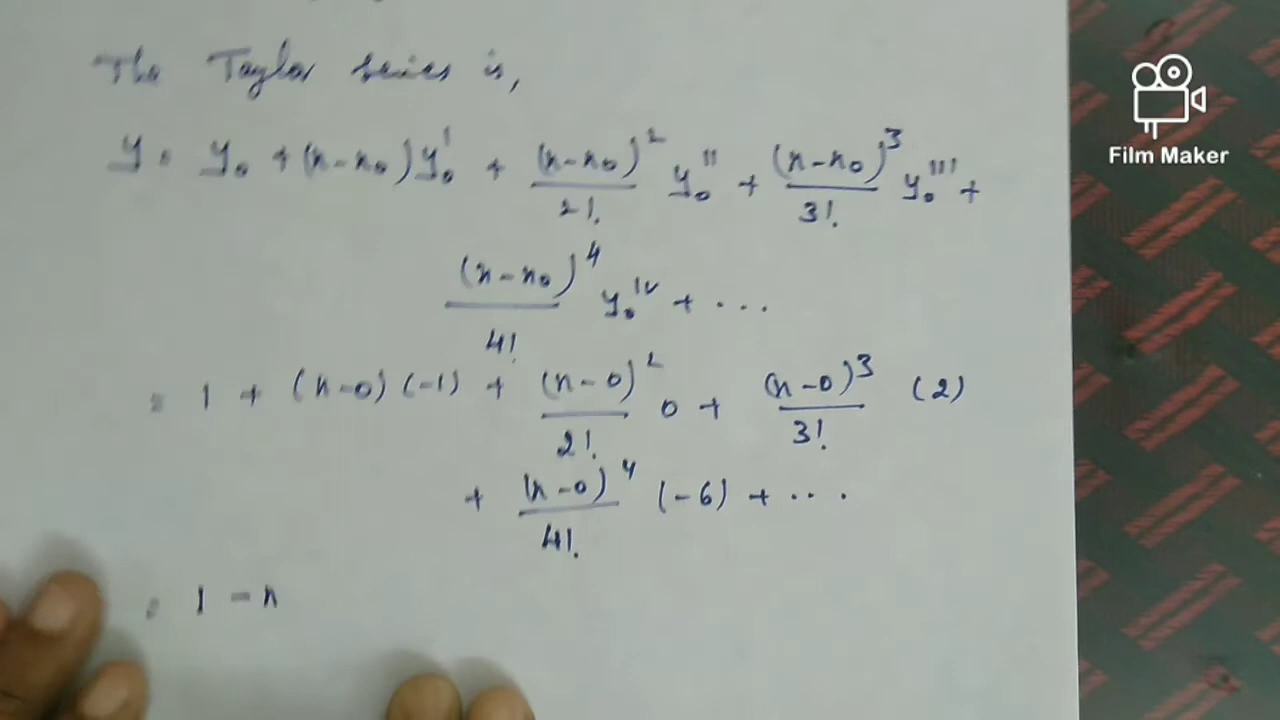 The Taylor series is,
y = y₀ + (x-x₀) y₀' + (x-x₀)²/2! y₀'' + (x-x₀)³/3! y₀''' +
(x-x₀)⁴/4! y₀ⁱᵛ + ...
= 1 + (x-0) (-1) + (x-0)²/2! 0 + (x-0)³/3! (2)
+ (x-0)⁴/4! (-6) + ...
= 1 - x
Film Maker